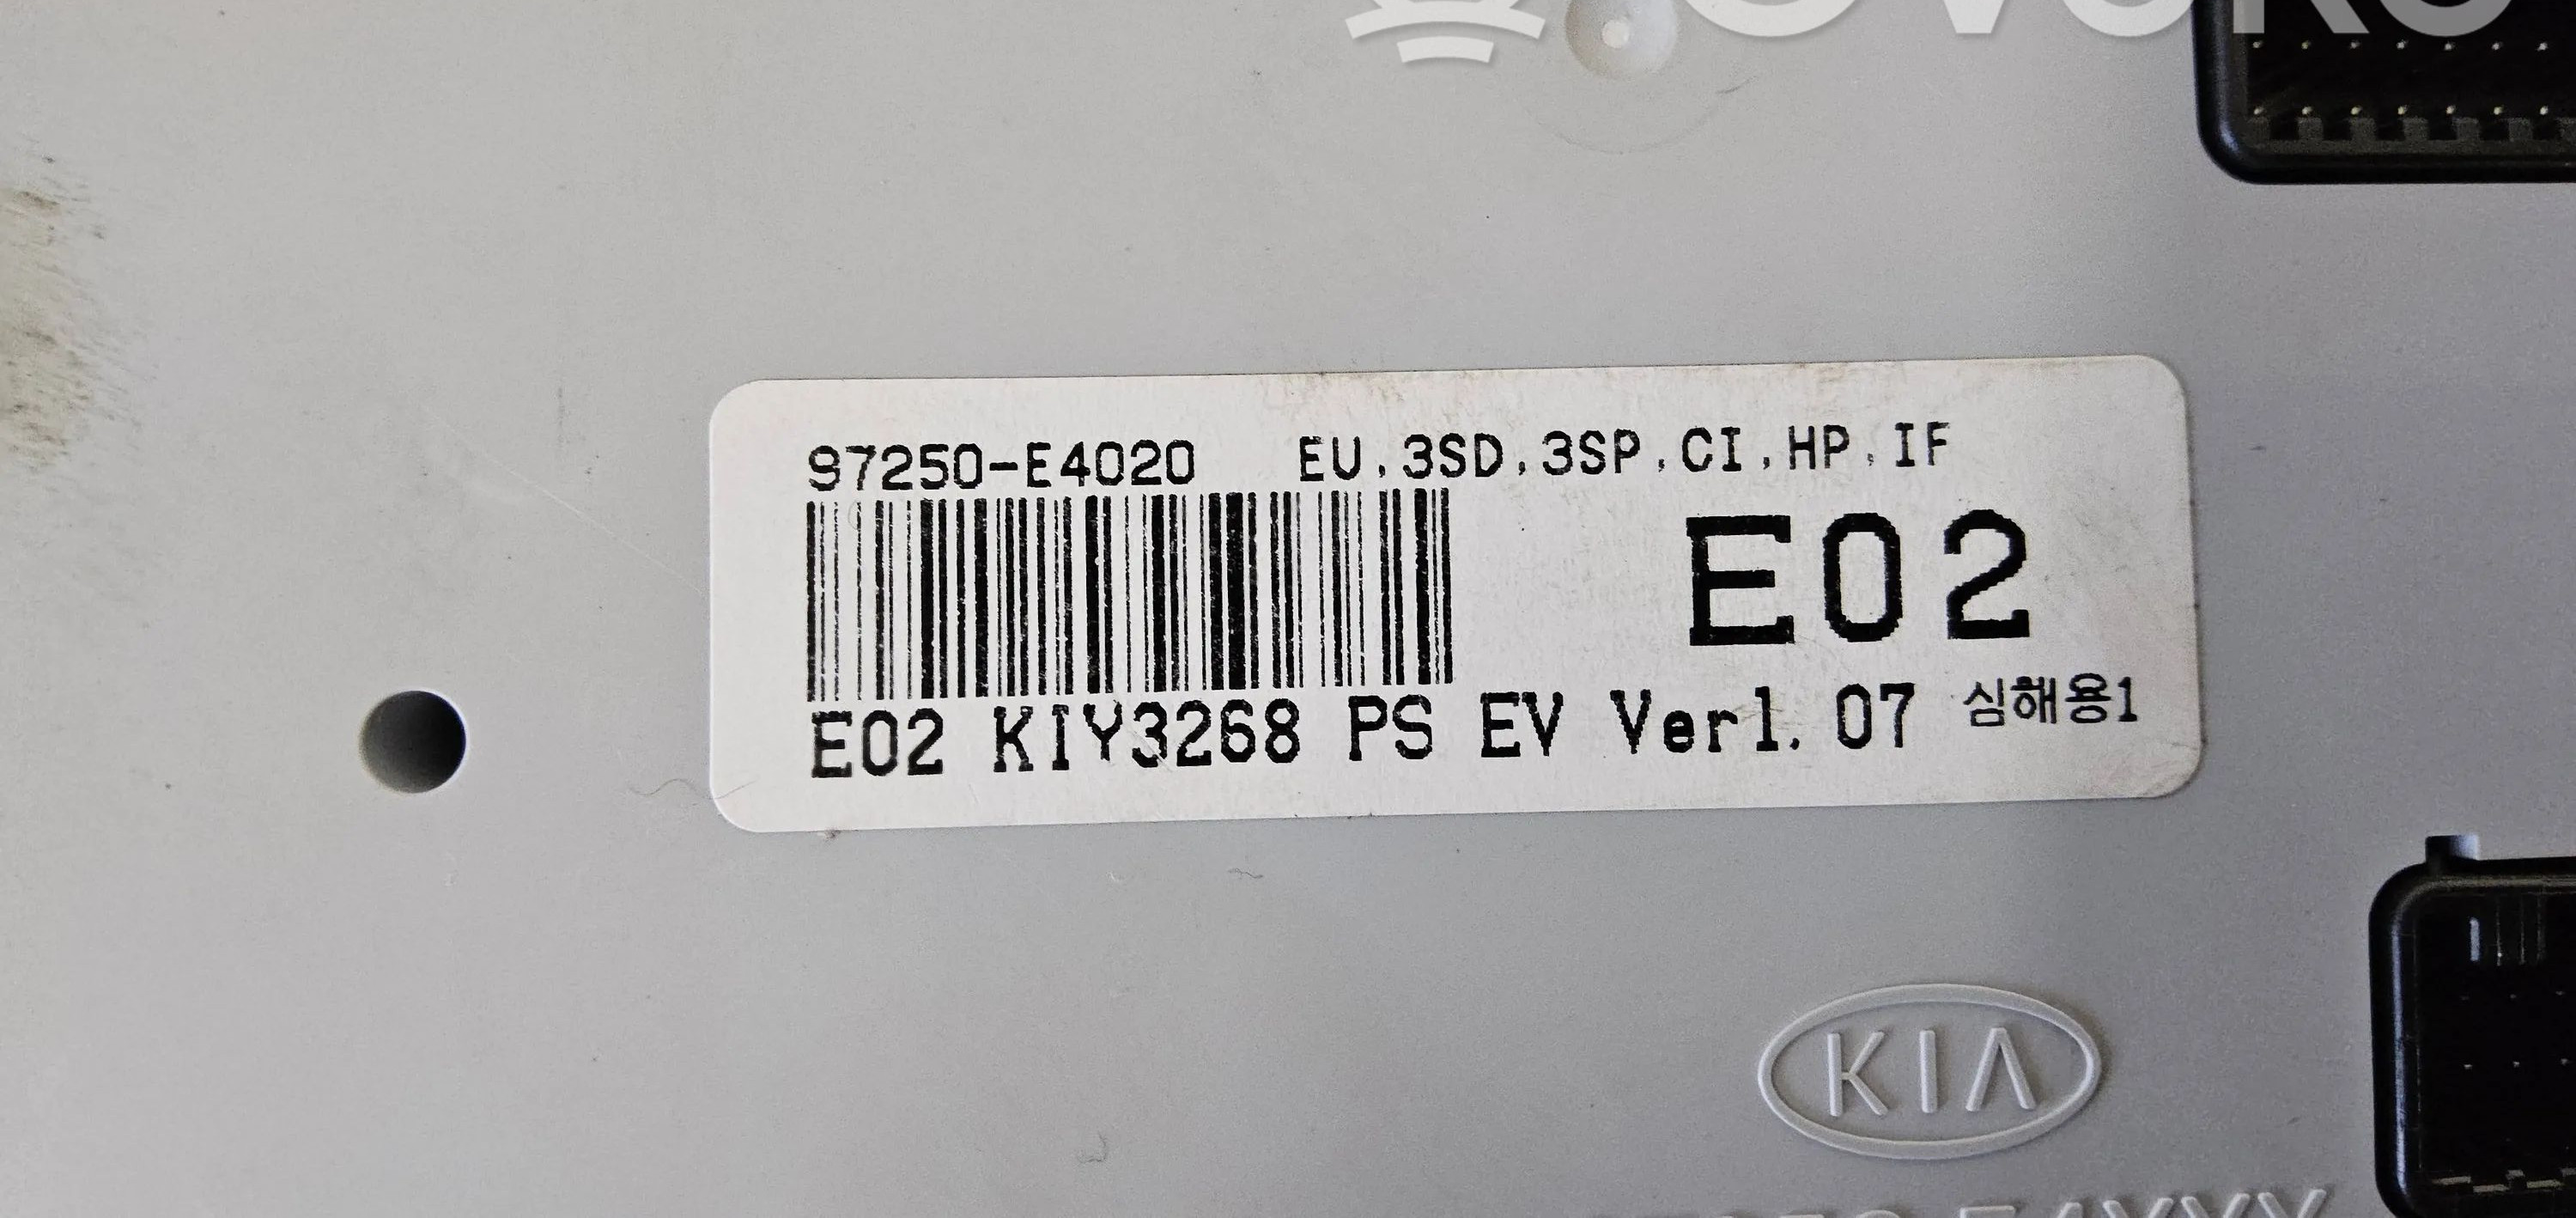 97250-E4020 EU,3SD,3SP,CI,HP,IF
E02
E02 KIY3268 PS EV Ver1.07 심해용1
KIA